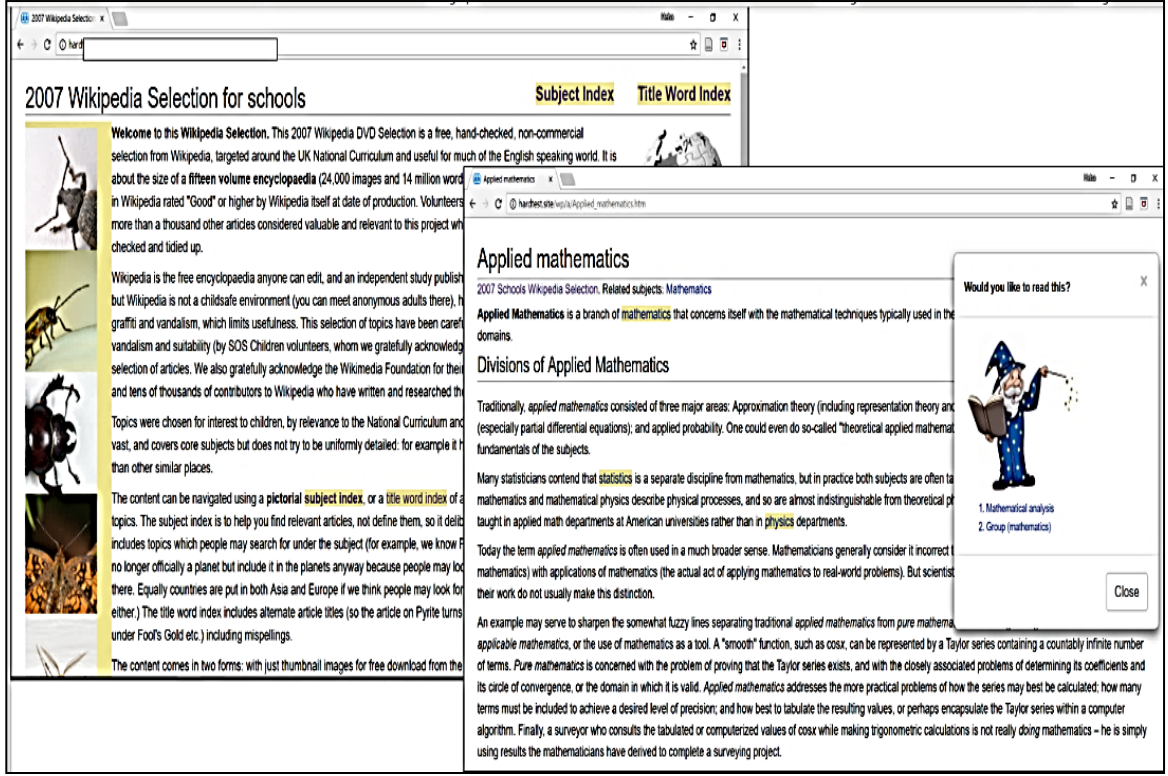 2007 Wikipedia Selection
Hideo
hard
2007 Wikipedia Selection for schools
Subject Index
Title Word Index
Welcome to this Wikipedia Selection. This 2007 Wikipedia DVD Selection is a free, hand-checked, non-commercial
selection from Wikipedia, targeted around the UK National Curriculum and useful for much of the English speaking world. It is
about the size of a fifteen volume encyclopaedia (24,000 images and 14 million word
in Wikipedia rated "Good" or higher by Wikipedia itself at date of production. Volunteers
more than a thousand other articles considered valuable and relevant to this project wh
checked and tidied up.
Wikipedia is the free encyclopaedia anyone can edit, and an independent study publish
but Wikipedia is not a childsafe environment (you can meet anonymous adults there), h
graffiti and vandalism, which limits usefulness. This selection of topics have been carefu
vandalism and suitability (by SOS Children volunteers, whom we gratefully acknowledg
selection of articles. We also gratefully acknowledge the Wikimedia Foundation for their
and tens of thousands of contributors to Wikipedia who have written and researched th
Topics were chosen for interest to children, by relevance to the National Curriculum and
vast, and covers core subjects but does not try to be uniformly detailed: for example it h
than other similar places.
The content can be navigated using a pictorial subject index, or a title word index of a
topics. The subject index is to help you find relevant articles, not define them, so it delib
includes topics which people may search for under the subject (for example, we know P
no longer officially a planet but include it in the planets anyway because people may loo
there. Equally countries are put in both Asia and Europe if we think people may look for
either.) The title word index includes alternate article titles (so the article on Pyrite turns
under Fool's Gold etc.) including mispellings.
The content comes in two forms: with just thumbnail images for free download from the
Applied mathematics
hardtest.site/wp/a/Applied_mathematics.htm
Applied mathematics
2007 Schools Wikipedia Selection. Related subjects: Mathematics
Applied Mathematics is a branch of mathematics that concerns itself with the mathematical techniques typically used in the
domains.
Divisions of Applied Mathematics
Traditionally, applied mathematics consisted of three major areas: Approximation theory (including representation theory and
(especially partial differential equations); and applied probability. One could even do so-called "theoretical applied mathemat
fundamentals of the subjects.
Many statisticians contend that statistics is a separate discipline from mathematics, but in practice both subjects are often ta
mathematics and mathematical physics describe physical processes, and so are almost indistinguishable from theoretical ph
taught in applied math departments at American universities rather than in physics departments.
Today the term applied mathematics is often used in a much broader sense. Mathematicians generally consider it incorrect t
mathematics) with applications of mathematics (the actual act of applying mathematics to real-world problems). But scientist
their work do not usually make this distinction.
An example may serve to sharpen the somewhat fuzzy lines separating traditional applied mathematics from pure mathema
applicable mathematics, or the use of mathematics as a tool. A "smooth" function, such as cosx, can be represented by a Taylor series containing a countably infinite number
of terms. Pure mathematics is concerned with the problem of proving that the Taylor series exists, and with the closely associated problems of determining its coefficients and
its circle of convergence, or the domain in which it is valid. Applied mathematics addresses the more practical problems of how the series may best be calculated; how many
terms must be included to achieve a desired level of precision; and how best to tabulate the resulting values, or perhaps encapsulate the Taylor series within a computer
algorithm. Finally, a surveyor who consults the tabulated or computerized values of cosx while making trigonometric calculations is not really doing mathematics – he is simply
using results the mathematicians have derived to complete a surveying project.
Would you like to read this?
1. Mathematical analysis
2. Group (mathematics)
Close